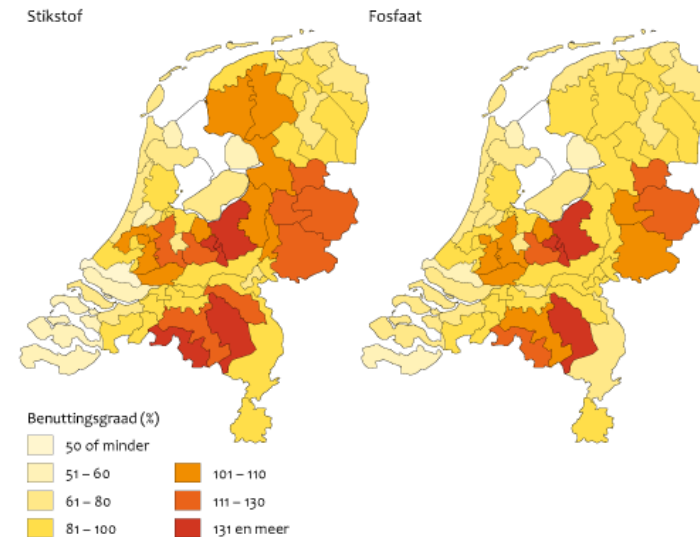 Stikstof
Fosfaat
Benuttingsgraad (%)
50 of minder
51 – 60
61 – 80
81 – 100
101 – 110
111 – 130
131 en meer